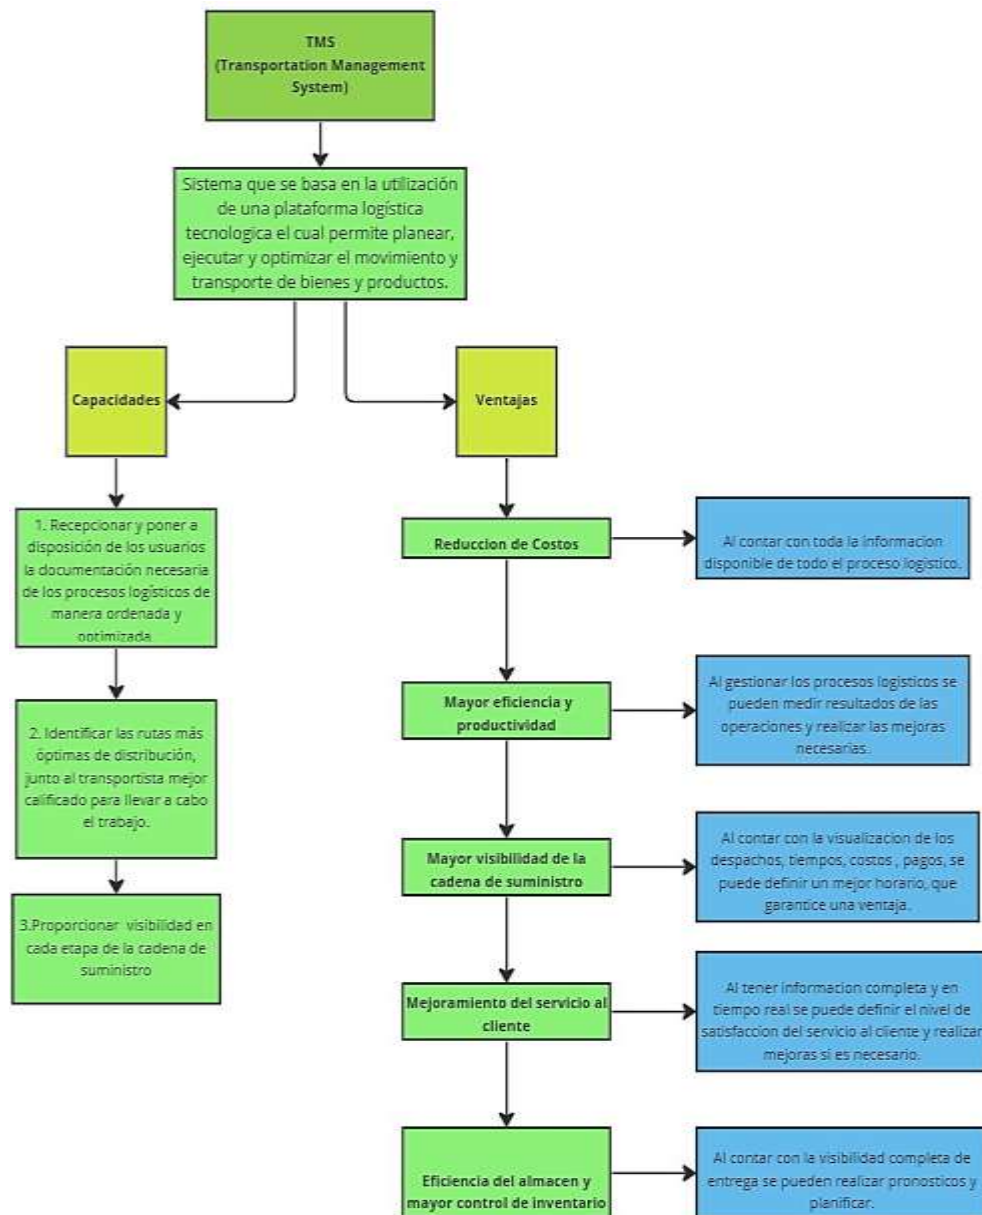 TMS
(Transportation Management
System)
Sistema que se basa en la utilización
de una plataforma logística
tecnologica el cual permite planear,
ejecutar y optimizar el movimiento y
transporte de bienes y productos.
Capacidades
Ventajas
1. Recepcionar y poner a
disposición de los usuarios
la documentación necesaria
de los procesos logísticos de
manera ordenada y
optimizada
2. Identificar las rutas más
óptimas de distribución,
junto al transportista mejor
calificado para llevar a cabo
el trabajo.
3.Proporcionar visibilidad en
cada etapa de la cadena de
suministro
Reduccion de Costos
Al contar con toda la informacion
disponible de todo el proceso logistico.
Mayor eficiencia y
productividad
Al gestionar los procesos logisticos se
pueden medir resultados de las
operaciones y realizar las mejoras
necesarias.
Mayor visibilidad de la
cadena de suministro
Al contar con la visualizacion de los
despachos, tiempos, costos , pagos, se
puede definir un mejor horario, que
garantice una ventaja.
Mejoramiento del servicio al
cliente
Al tener informacion completa y en
tiempo real se puede definir el nivel de
satisfaccion del servicio al cliente y realizar
mejoras si es necesario.
Eficiencia del almacen y
mayor control de inventario
Al contar con la visibilidad completa de
entrega se pueden realizar pronosticos y
planificar.